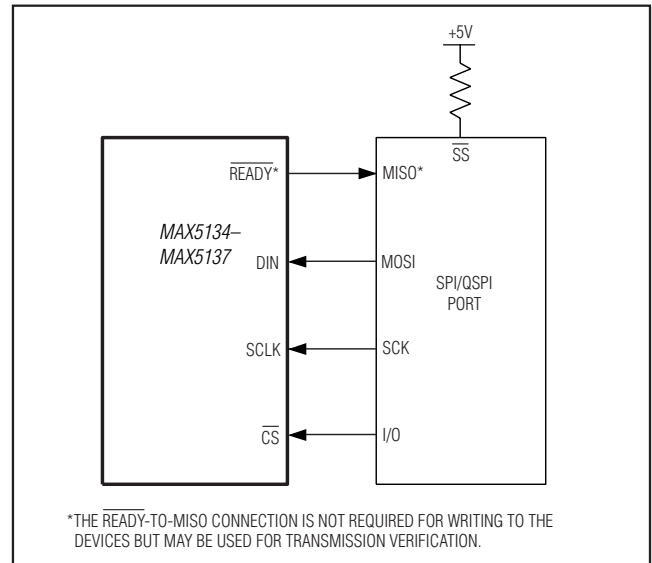 +5V
SS
READY*
MISO*
MAX5134–
MAX5137
DIN
MOSI
SPI/QSPI
PORT
SCLK
SCK
CS
I/O
*THE READY-TO-MISO CONNECTION IS NOT REQUIRED FOR WRITING TO THE
DEVICES BUT MAY BE USED FOR TRANSMISSION VERIFICATION.